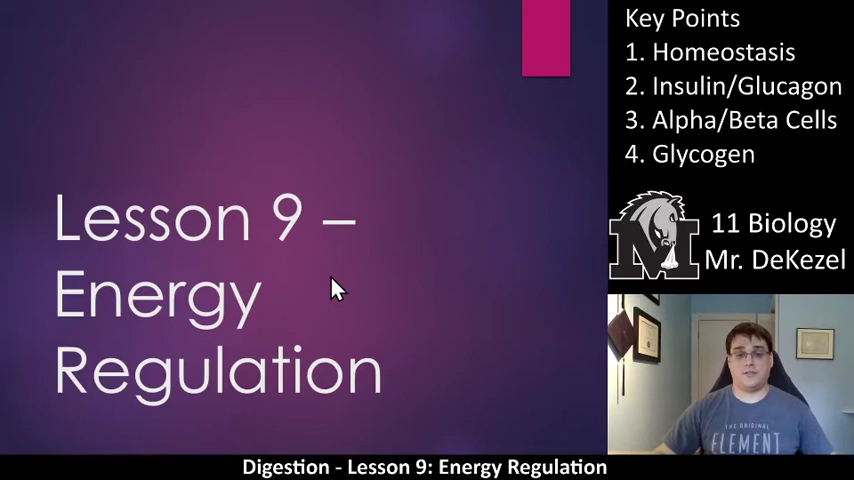 Lesson 9 –
Energy
Regulation
Key Points
1. Homeostasis
2. Insulin/Glucagon
3. Alpha/Beta Cells
4. Glycogen
M
11 Biology
Mr. DeKezel
THE ORIGINAL
ELEMENT
Digestion - Lesson 9: Energy Regulation